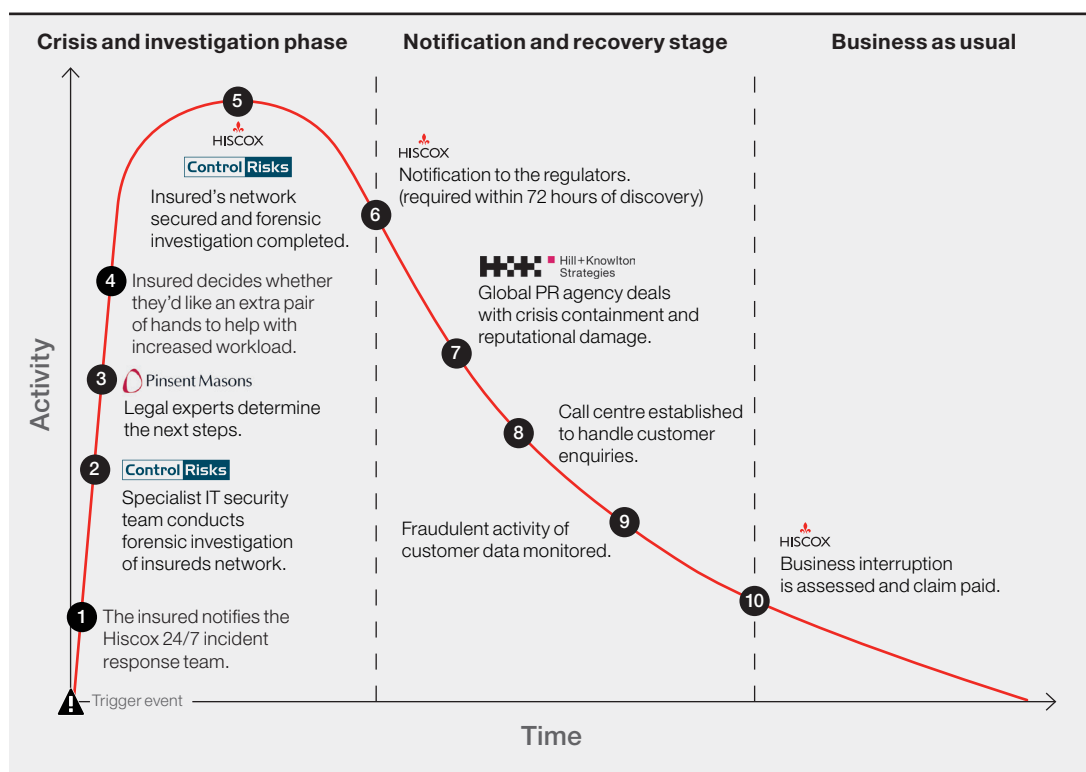 Crisis and investigation phase
Notification and recovery stage
Business as usual
Activity
5
HISCOX
Control Risks
Insured's network
secured and forensic
investigation completed.
4
Insured decides whether
they'd like an extra pair
of hands to help with
increased workload.
3
Pinsent Masons
Legal experts determine
the next steps.
2
Control Risks
Specialist IT security
team conducts
forensic investigation
of insureds network.
1
The insured notifies the
Hiscox 24/7 incident
response team.
!
Trigger event
6
HISCOX
Notification to the regulators.
(required within 72 hours of discovery)
7
H+K
Hill+Knowlton
Strategies
Global PR agency deals
with crisis containment and
reputational damage.
8
Call centre established
to handle customer
enquiries.
9
Fraudulent activity of
customer data monitored.
10
HISCOX
Business interruption
is assessed and claim paid.
Time